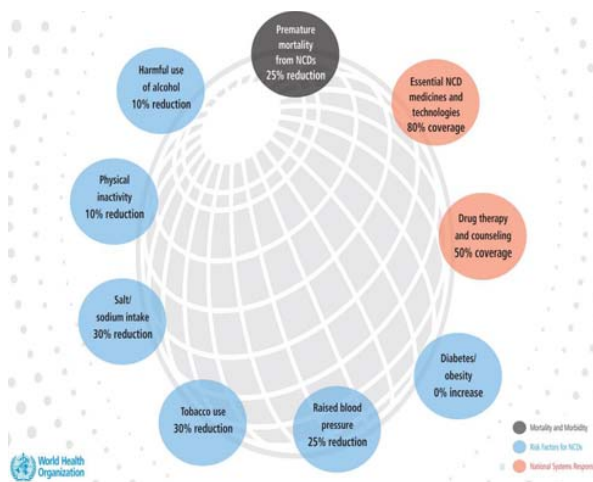 Premature
mortality
from NCDs
25% reduction
Essential NCD
medicines and
technologies
80% coverage
Drug therapy
and counseling
50% coverage
Diabetes/
obesity
0% increase
Raised blood
pressure
25% reduction
Tobacco use
30% reduction
Salt/
sodium intake
30% reduction
Physical
inactivity
10% reduction
Harmful use
of alcohol
10% reduction
Mortality and Morbidity
Risk Factors for NCDs
National Systems Respons
World Health
Organization